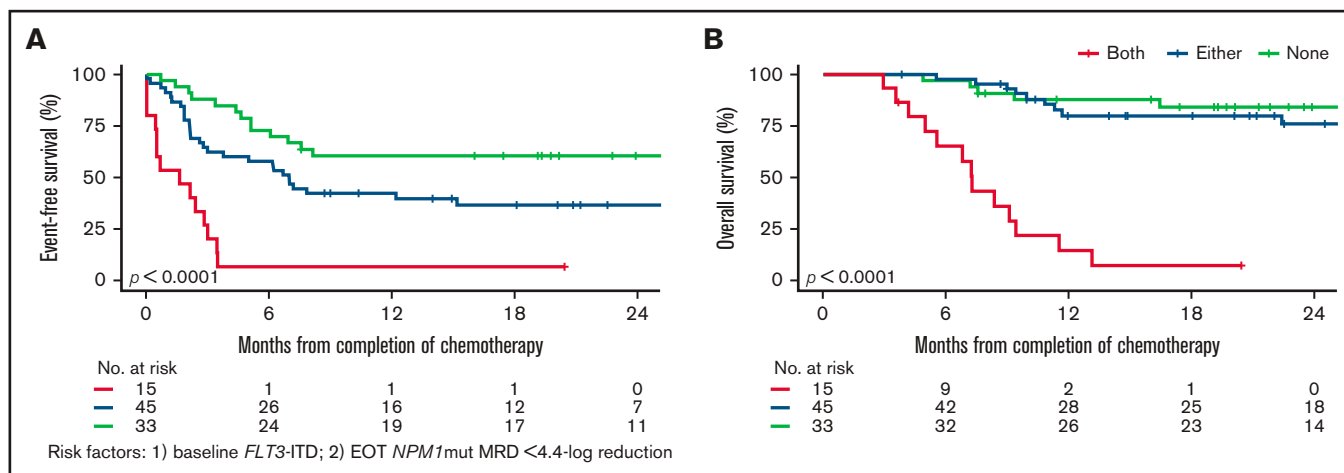 A
Event-free survival (%)
100
75
50
25
0
p < 0.0001
0 6 12 18 24
Months from completion of chemotherapy
No. at risk
15 1 1 1 0
45 26 16 12 7
33 24 19 17 11
Risk factors: 1) baseline FLT3-ITD; 2) EOT NPM1mut MRD <4.4-log reduction
B
Both Either None
Overall survival (%)
100
75
50
25
0
p < 0.0001
0 6 12 18 24
Months from completion of chemotherapy
No. at risk
15 9 2 1 0
45 42 28 25 18
33 32 26 23 14